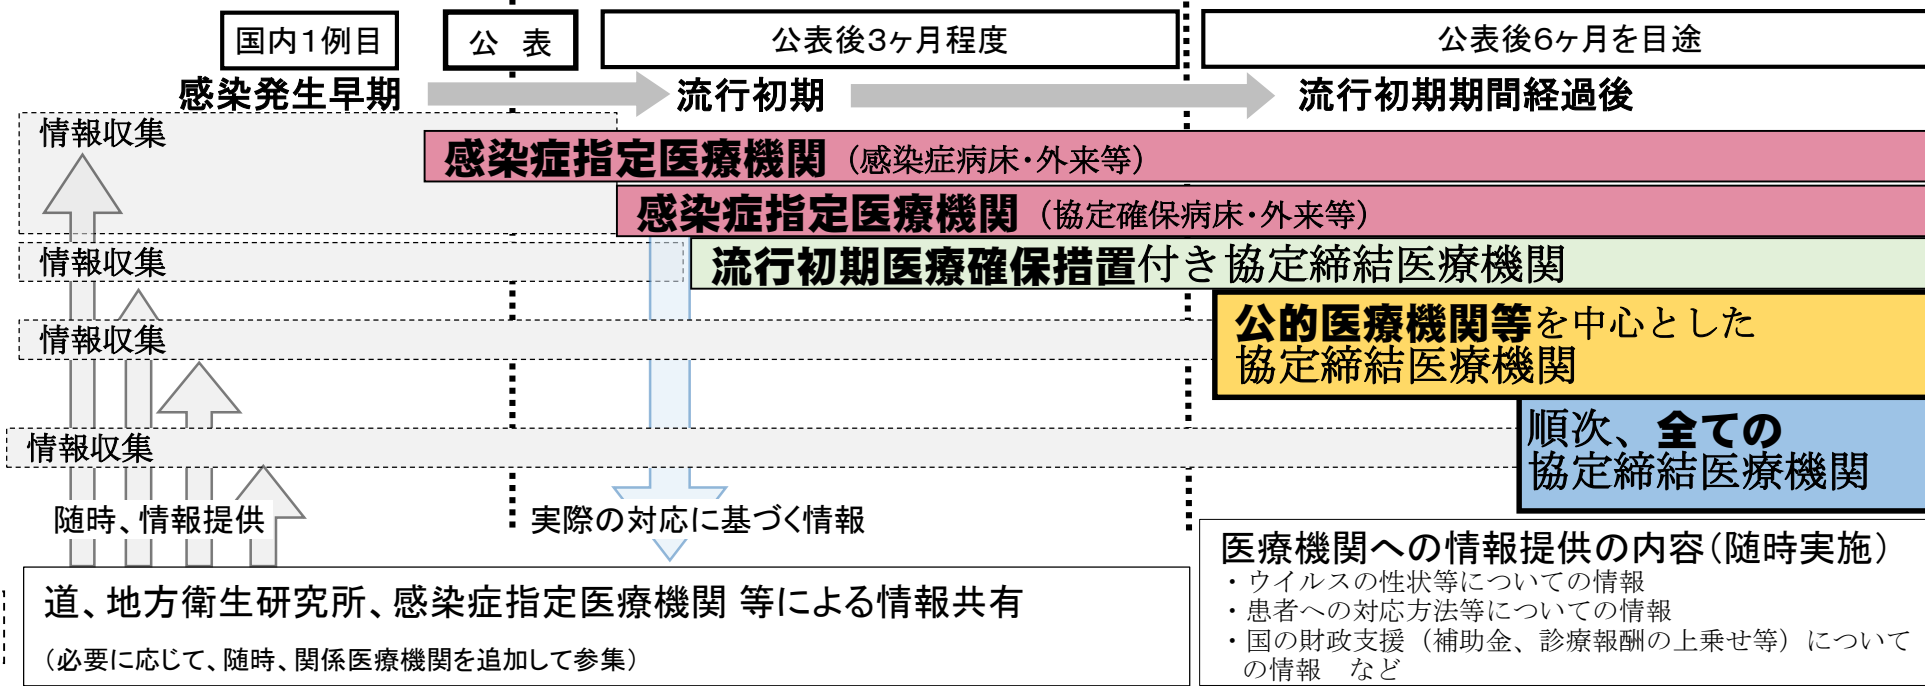 国内1例目
公 表
公表後3ヶ月程度
公表後6ヶ月を目途
感染発生早期
流行初期
流行初期期間経過後
情報収集
感染症指定医療機関（感染症病床・外来等）
感染症指定医療機関（協定確保病床・外来等）
情報収集
流行初期医療確保措置付き協定締結医療機関
情報収集
公的医療機関等を中心とした
協定締結医療機関
情報収集
順次、全ての
協定締結医療機関
随時、情報提供
実際の対応に基づく情報
道、地方衛生研究所、感染症指定医療機関 等による情報共有
（必要に応じて、随時、関係医療機関を追加して参集）
医療機関への情報提供の内容（随時実施）
・ウイルスの性状等についての情報
・患者への対応方法等についての情報
・国の財政支援（補助金、診療報酬の上乗せ等）について
の情報 など